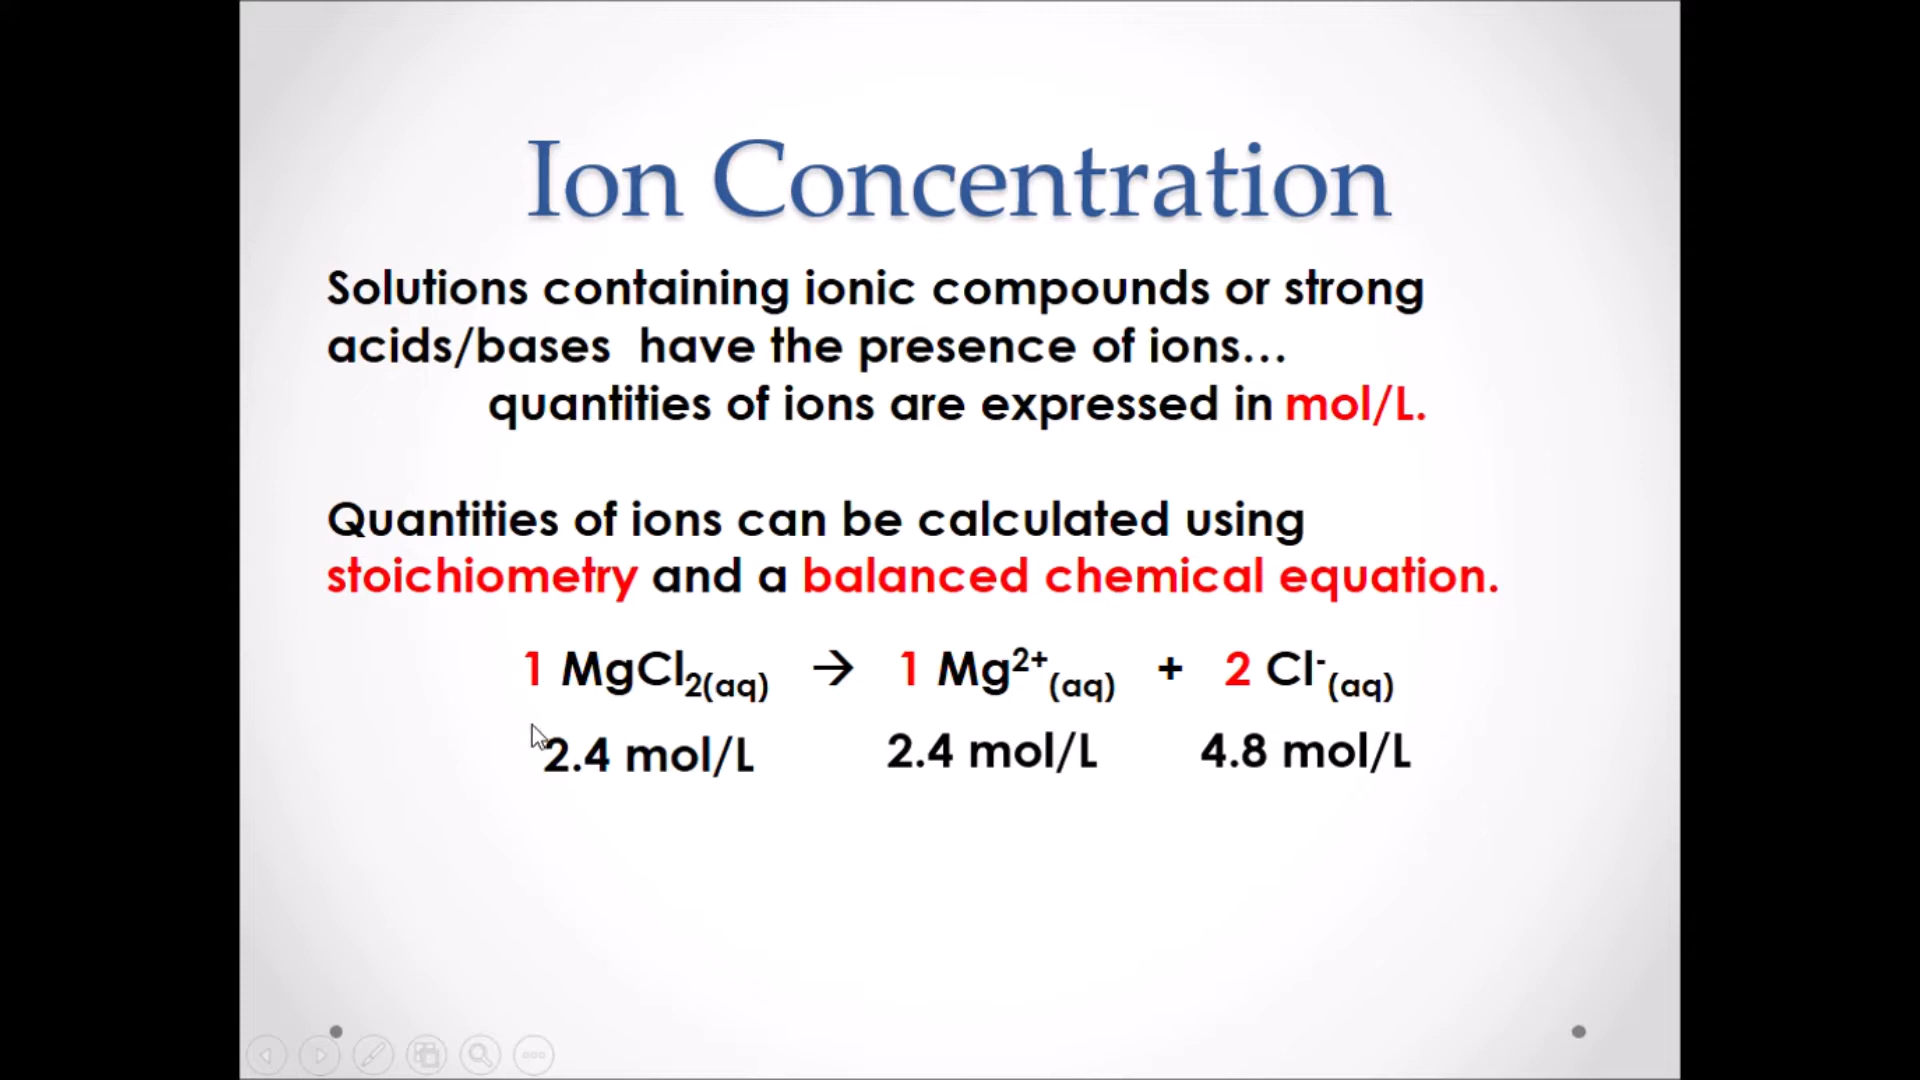 Ion Concentration
Solutions containing ionic compounds or strong
acids/bases  have the presence of ions…
quantities of ions are expressed in mol/L.
Quantities of ions can be calculated using
stoichiometry and a balanced chemical equation.
1 MgCl₂₍aq₎ → 1 Mg²⁺₍aq₎ + 2 Cl⁻₍aq₎
2.4 mol/L 2.4 mol/L 4.8 mol/L